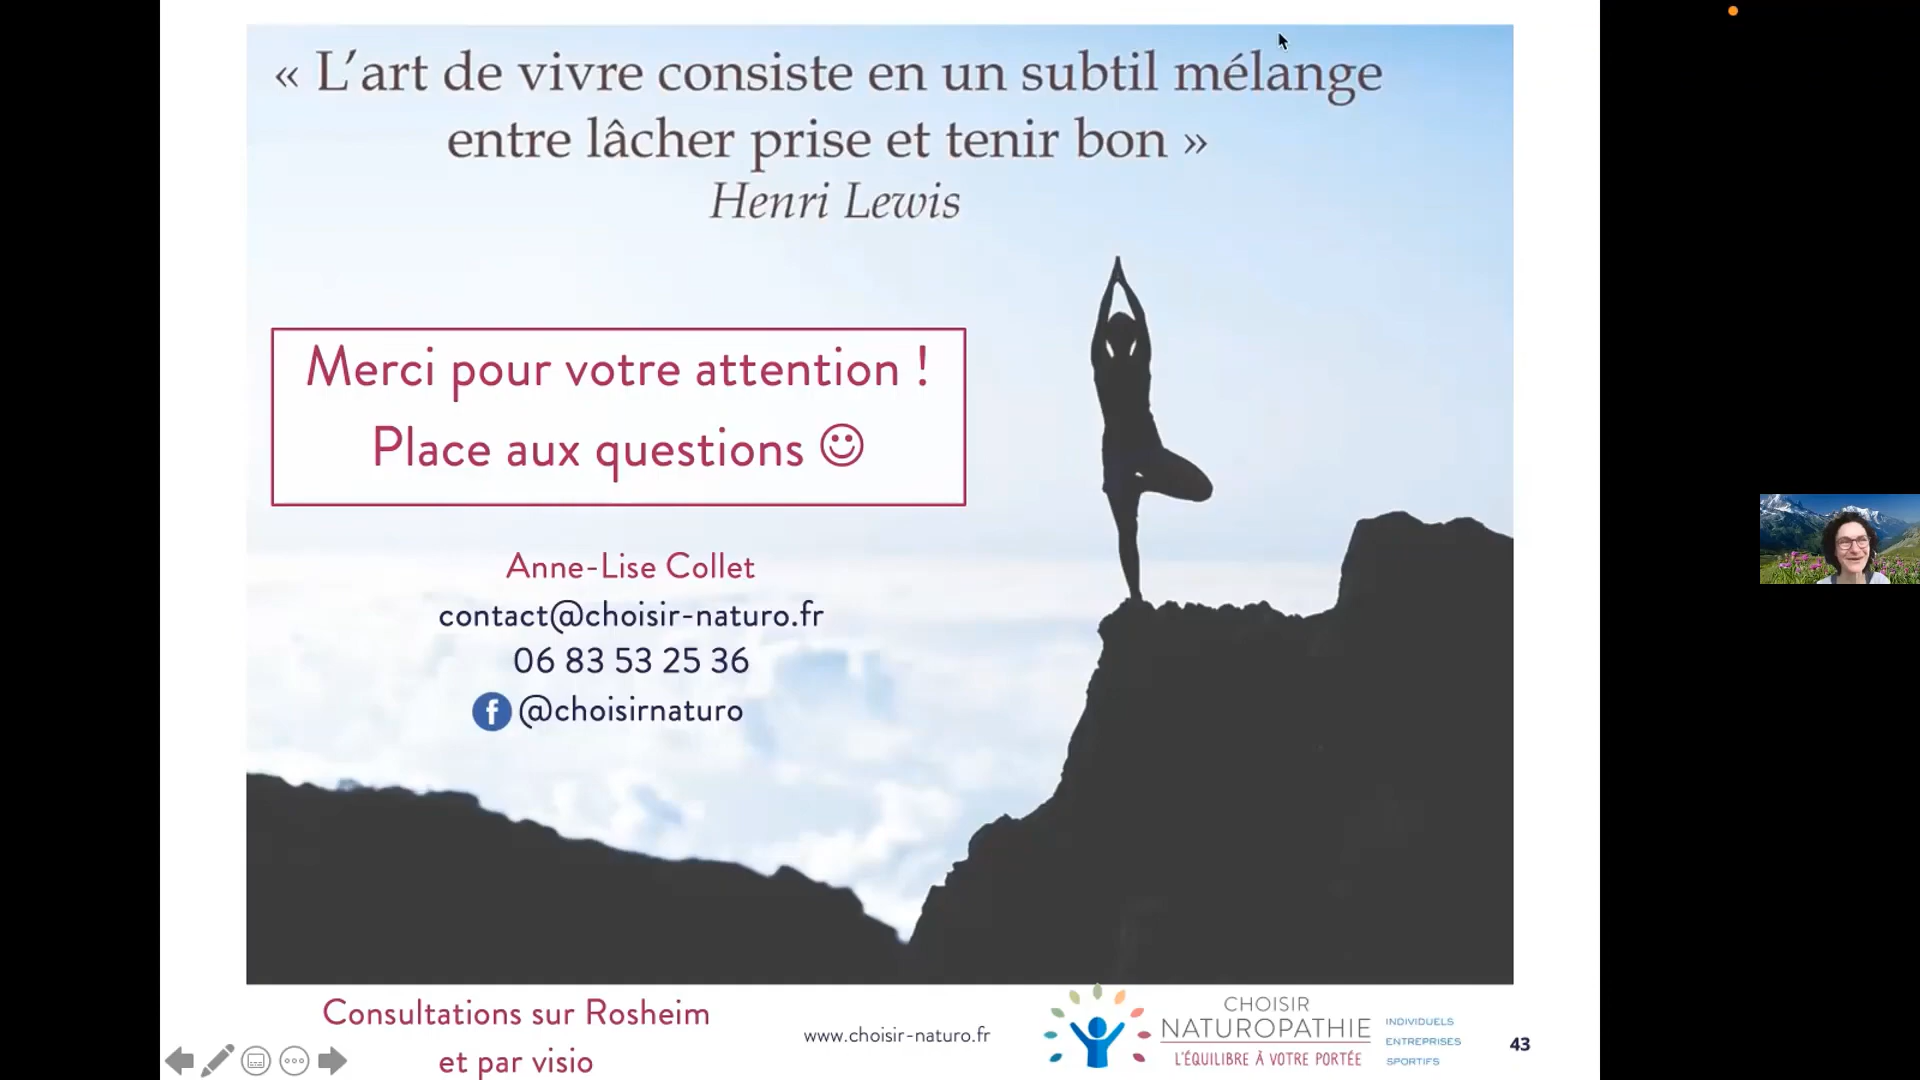 « L’art de vivre consiste en un subtil mélange
entre lâcher prise et tenir bon »
Henri Lewis
Merci pour votre attention !
Place aux questions ☺
Anne-Lise Collet
contact@choisir-naturo.fr
06 83 53 25 36
@choisirnaturo
Consultations sur Rosheim
et par visio
www.choisir-naturo.fr
CHOISIR
NATUROPATHIE
L'ÉQUILIBRE À VOTRE PORTÉE
INDIVIDUELS
ENTREPRISES
SPORTIFS
43